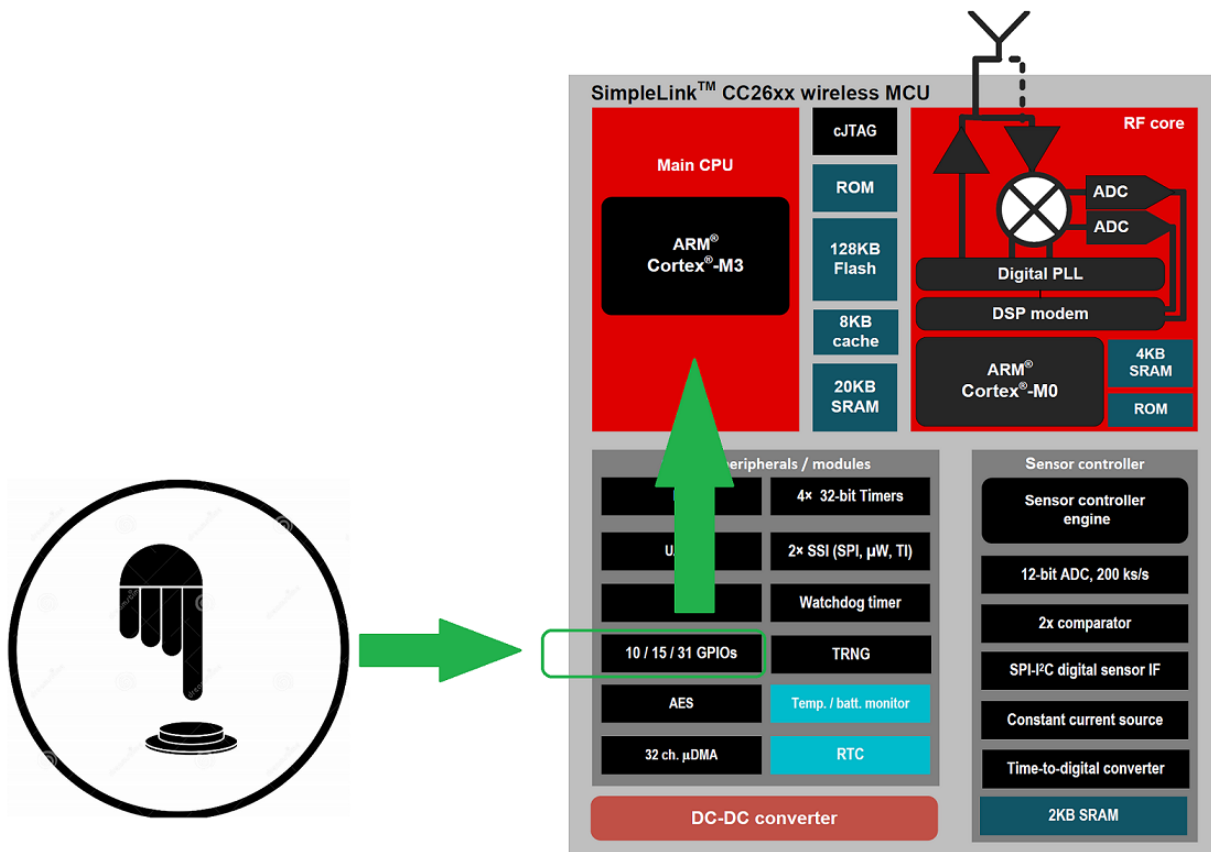 SimpleLink™ CC26xx wireless MCU
Main CPU
ARM®
Cortex®-M3
cJTAG
ROM
128KB
Flash
8KB
cache
20KB
SRAM
RF core
ADC
ADC
Digital PLL
DSP modem
ARM®
Cortex®-M0
4KB
SRAM
ROM
peripherals / modules
4× 32-bit Timers
2× SSI (SPI, µW, TI)
Watchdog timer
10 / 15 / 31 GPIOs
TRNG
AES
Temp. / batt. monitor
32 ch. µDMA
RTC
DC-DC converter
Sensor controller
Sensor controller
engine
12-bit ADC, 200 ks/s
2x comparator
SPI-I²C digital sensor IF
Constant current source
Time-to-digital converter
2KB SRAM